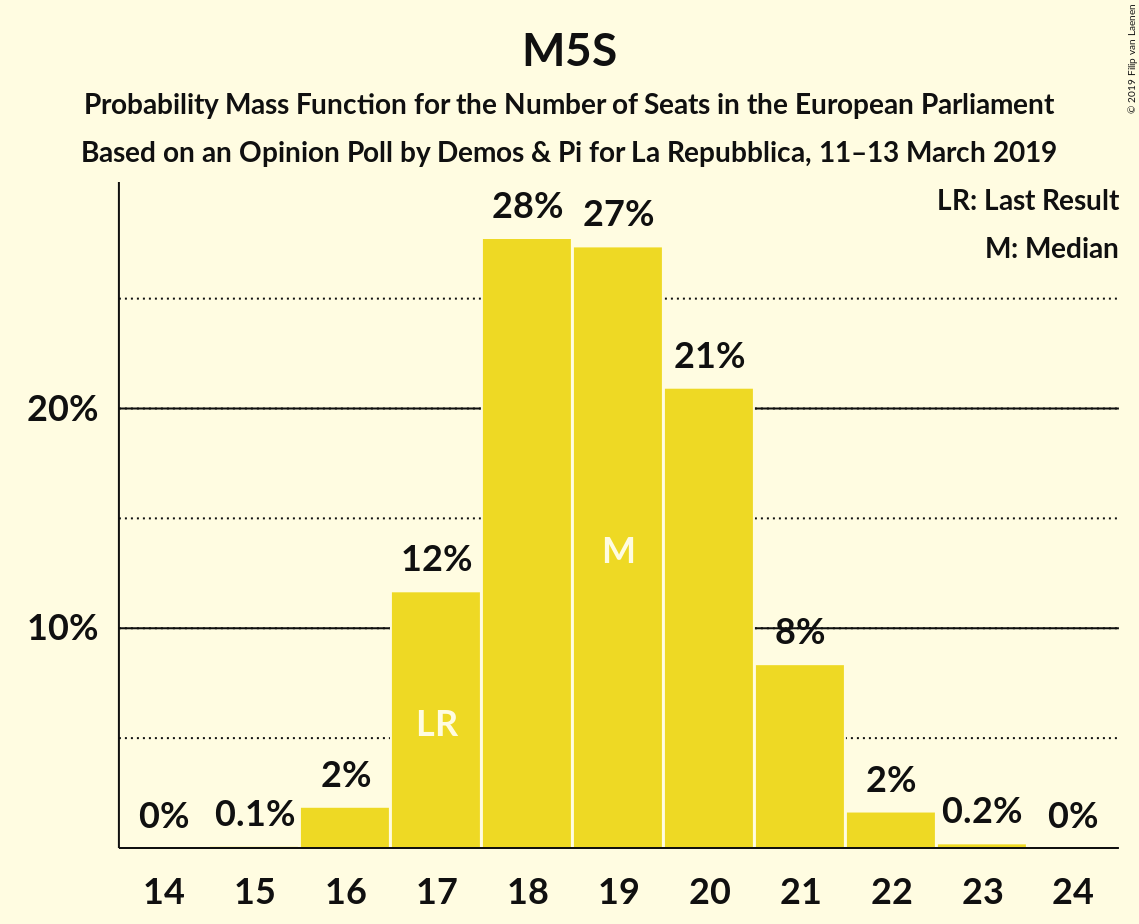 M5S
Probability Mass Function for the Number of Seats in the European Parliament
Based on an Opinion Poll by Demos & Pi for La Repubblica, 11–13 March 2019
© 2019 Filip van Laenen
LR: Last Result
M: Median
28%
27%
21%
20%
M
12%
10%
8%
LR
2%
2%
0%
0.1%
0.2%
0%
14 15 16 17 18 19 20 21 22 23 24